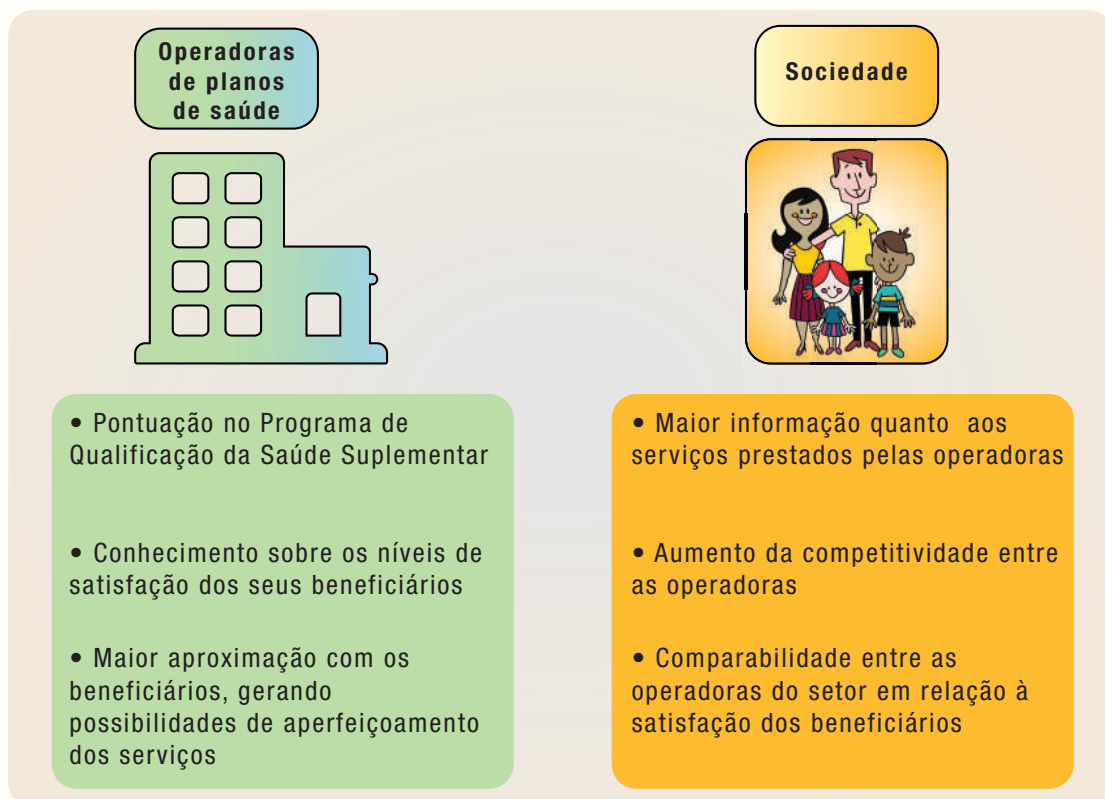 Operadoras
de planos
de saúde
• Pontuação no Programa de
Qualificação da Saúde Suplementar
• Conhecimento sobre os níveis de
satisfação dos seus beneficiários
• Maior aproximação com os
beneficiários, gerando
possibilidades de aperfeiçoamento
dos serviços
Sociedade
• Maior informação quanto aos
serviços prestados pelas operadoras
• Aumento da competitividade entre
as operadoras
• Comparabilidade entre as
operadoras do setor em relação à
satisfação dos beneficiários